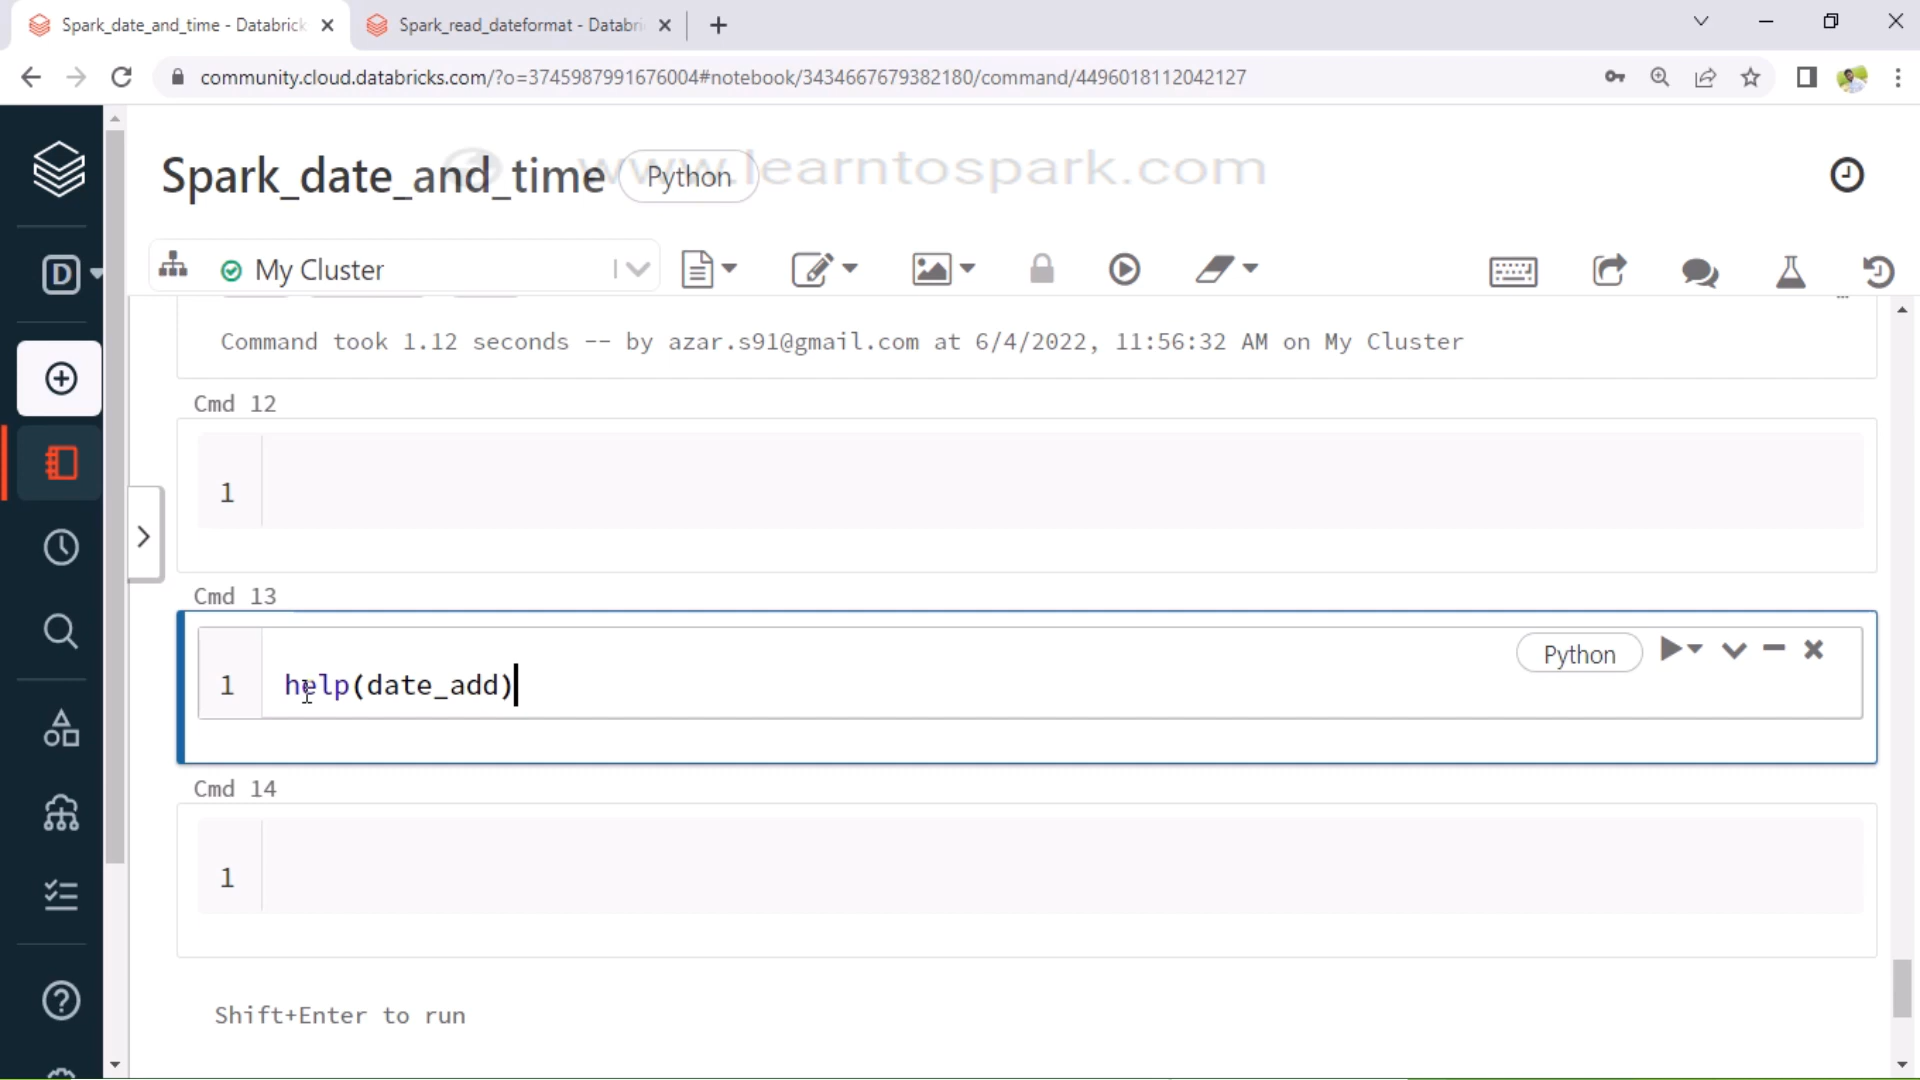 Spark_date_and_time - Databrick
Spark_read_dateformat - Databri
community.cloud.databricks.com/?o=3745987991676004#notebook/3434667679382180/command/4496018112042127
www.learntospark.com
Spark_date_and_time Python
D
My Cluster
Command took 1.12 seconds -- by azar.s91@gmail.com at 6/4/2022, 11:56:32 AM on My Cluster
Cmd 12
1
Cmd 13
Python
1 help(date_add)
Cmd 14
1
Shift+Enter to run